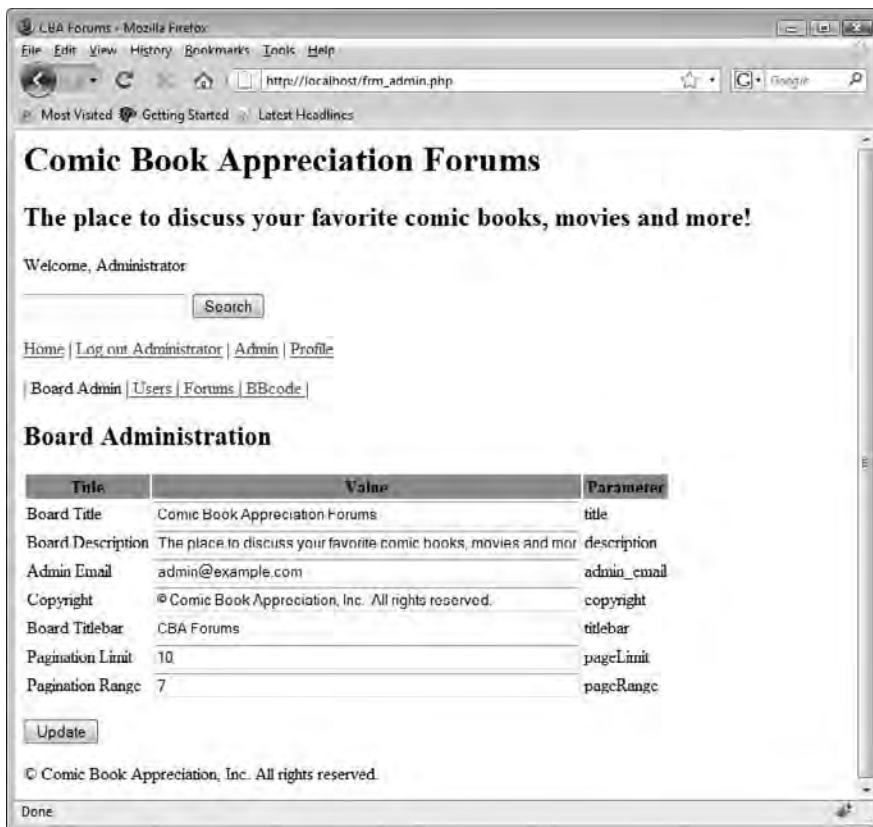 CBA Forums - Mozilla Firefox
File Edit View History Bookmarks Tools Help
http://localhost/frm_admin.php
Google
Most Visited Getting Started Latest Headlines
Comic Book Appreciation Forums
The place to discuss your favorite comic books, movies and more!
Welcome, Administrator
Search
Home | Log out Administrator | Admin | Profile
| Board Admin | Users | Forums | BBcode |
Board Administration
Title Value Parameter
Board Title Comic Book Appreciation Forums title
Board Description The place to discuss your favorite comic books, movies and mor description
Admin Email admin@example.com admin_email
Copyright © Comic Book Appreciation, Inc. All rights reserved. copyright
Board Titlebar CBA Forums titlebar
Pagination Limit 10 pageLimit
Pagination Range 7 pageRange
Update
© Comic Book Appreciation, Inc. All rights reserved.
Done